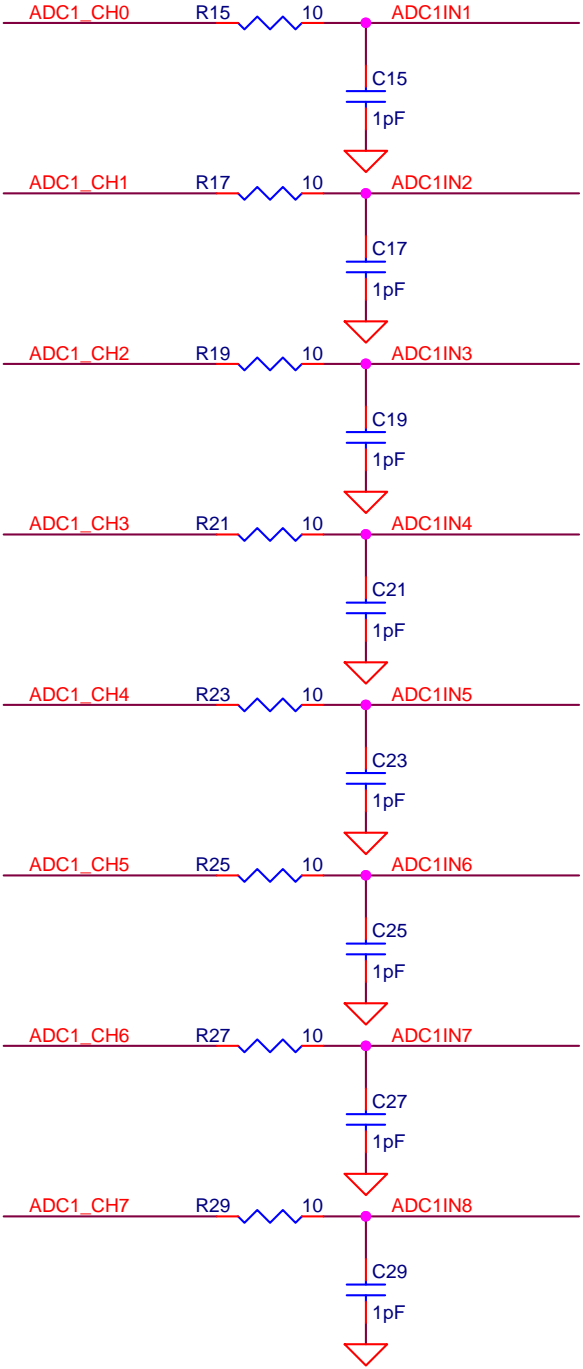 ADC1_CH0 R15 10 ADC1IN1
C15
1pF
ADC1_CH1 R17 10 ADC1IN2
C17
1pF
ADC1_CH2 R19 10 ADC1IN3
C19
1pF
ADC1_CH3 R21 10 ADC1IN4
C21
1pF
ADC1_CH4 R23 10 ADC1IN5
C23
1pF
ADC1_CH5 R25 10 ADC1IN6
C25
1pF
ADC1_CH6 R27 10 ADC1IN7
C27
1pF
ADC1_CH7 R29 10 ADC1IN8
C29
1pF